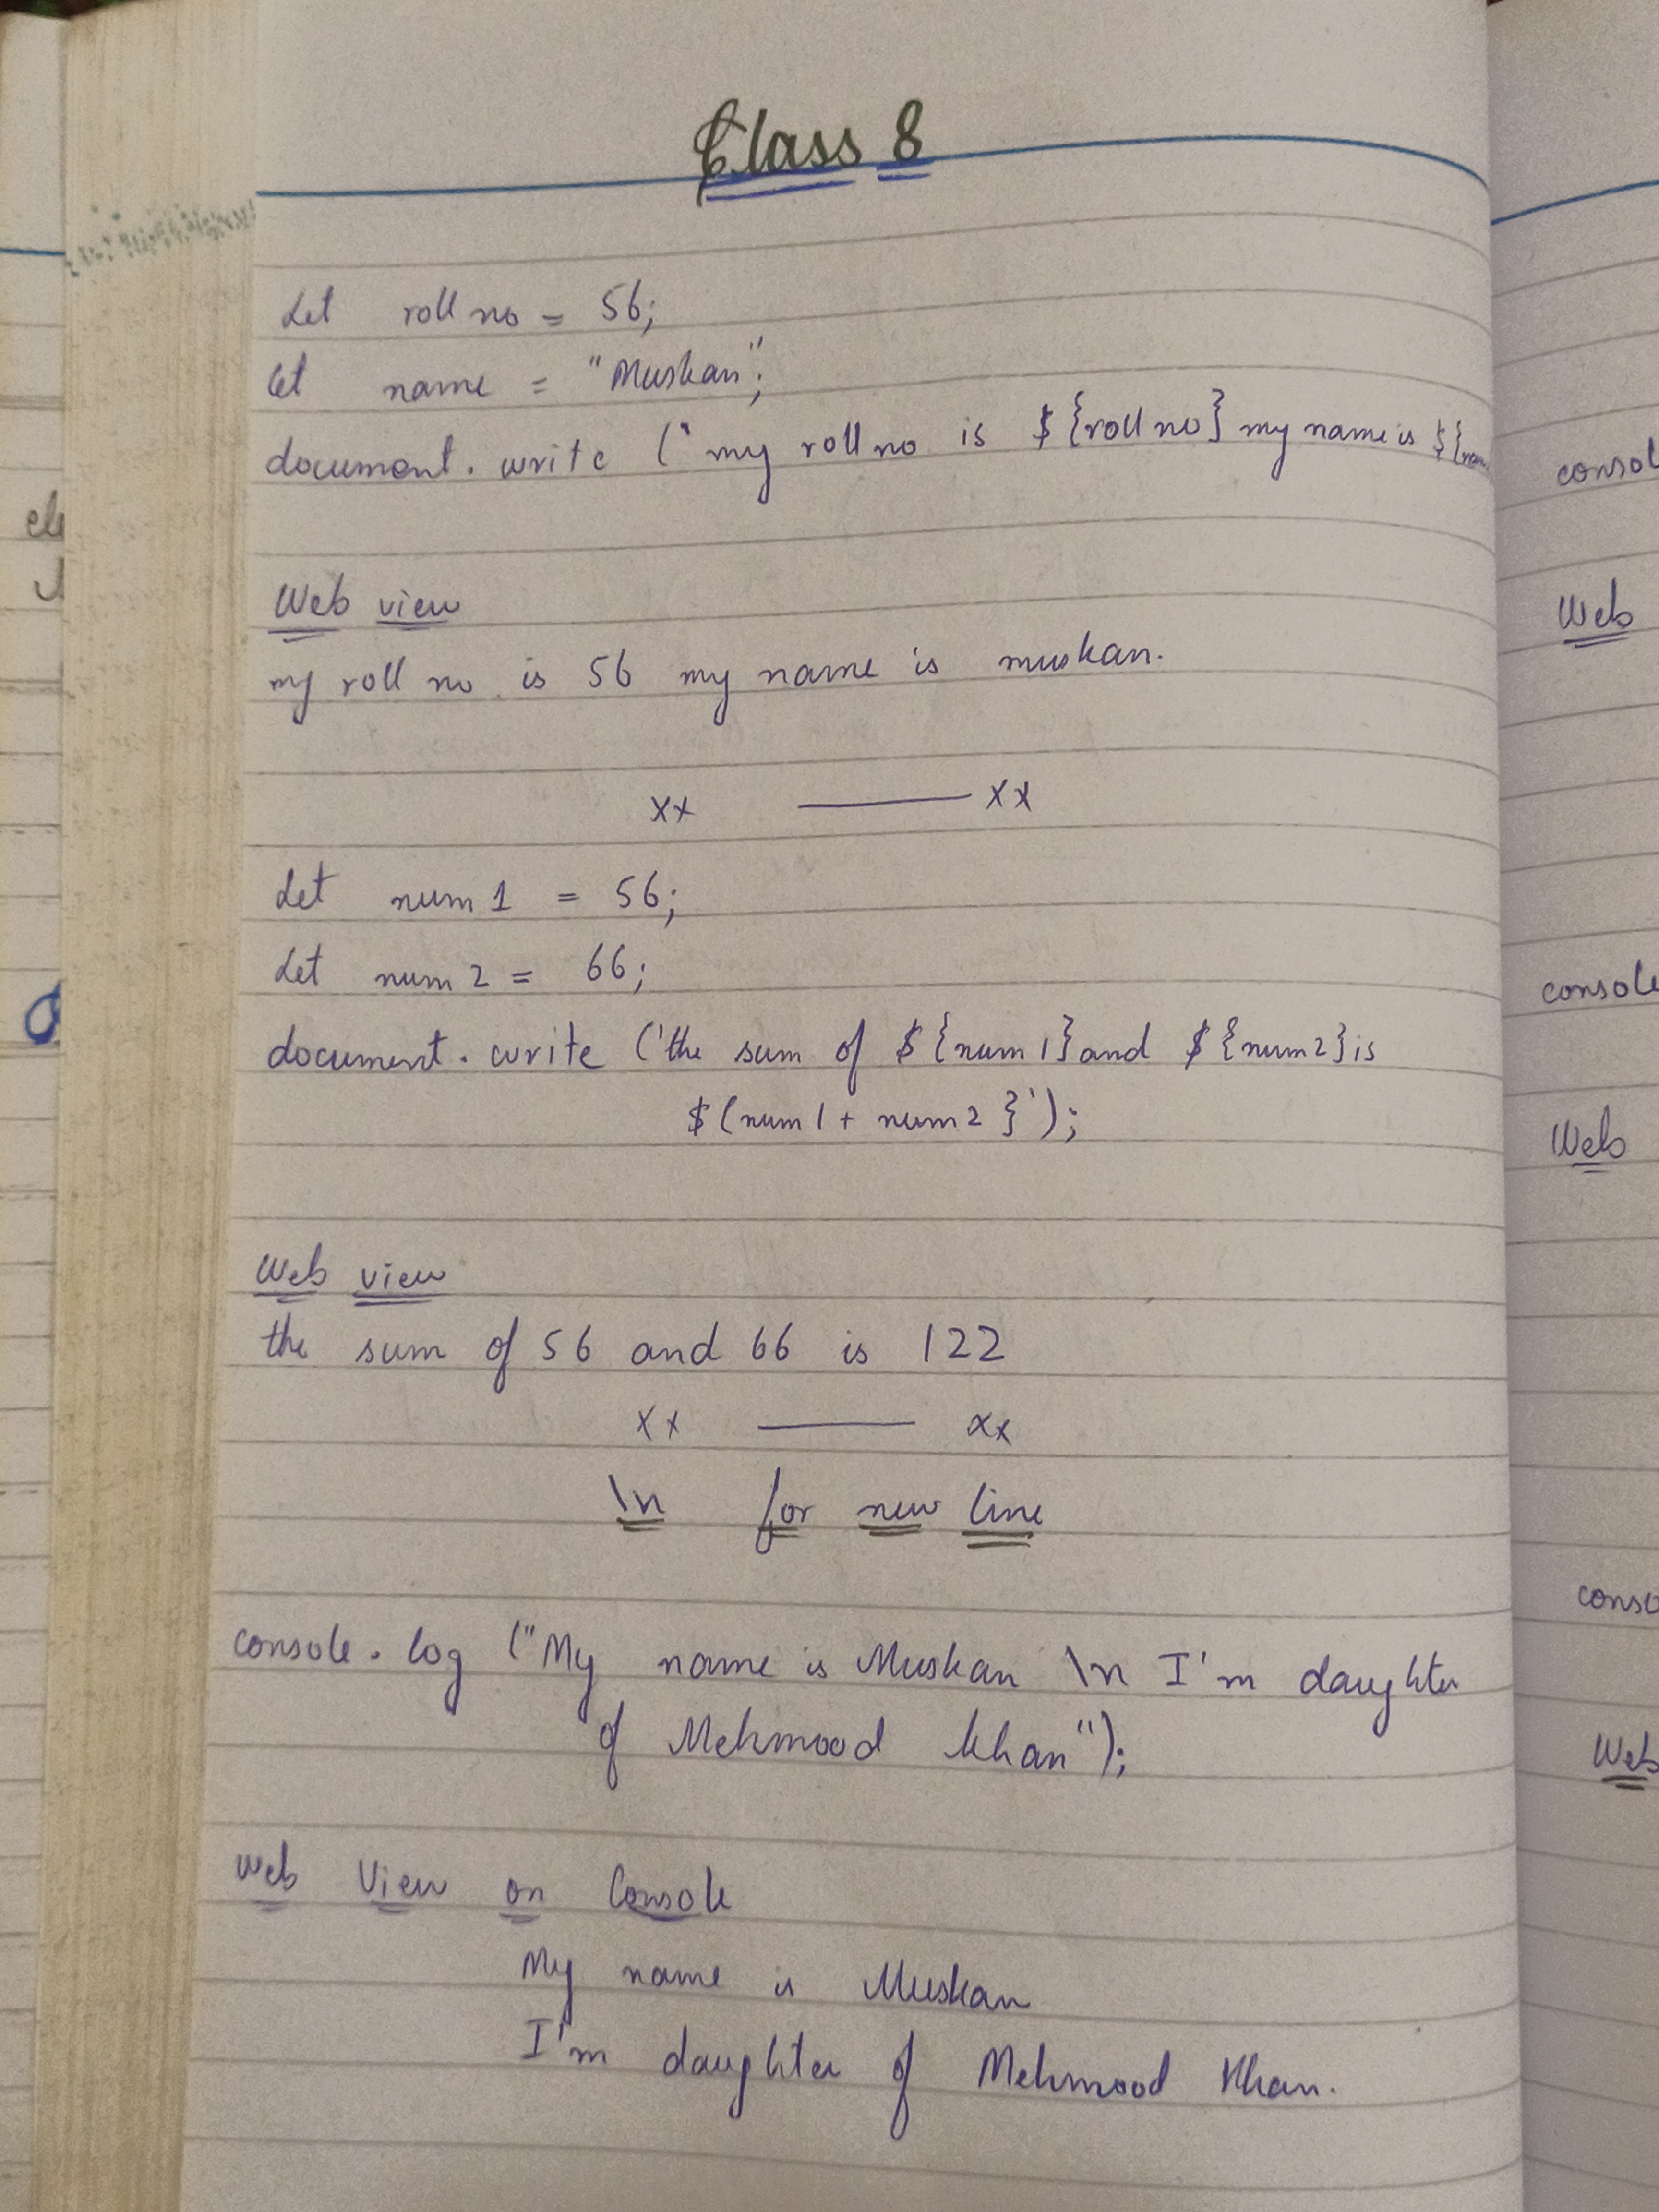 Class 8
Let roll no = 56;
let name = "Muskan";
document.write (`my roll no is ${roll no} my name is ${
Web view
my roll no. is 56 my name is muskan.
xx —— xx
Let num 1 = 56;
Let num 2 = 66;
document.write ('the sum of ${num 1} and ${num 2} is
$(num 1 + num 2 }');
Web view
the sum of 56 and 66 is 122
xx —— xx
\n for new line
console.log ("My name is Muskan \n I'm daughter
of Mehmood khan");
Web View on Console
My name is Muskan
I'm daughter of Mehmood Khan.
Web
console
Web
Web